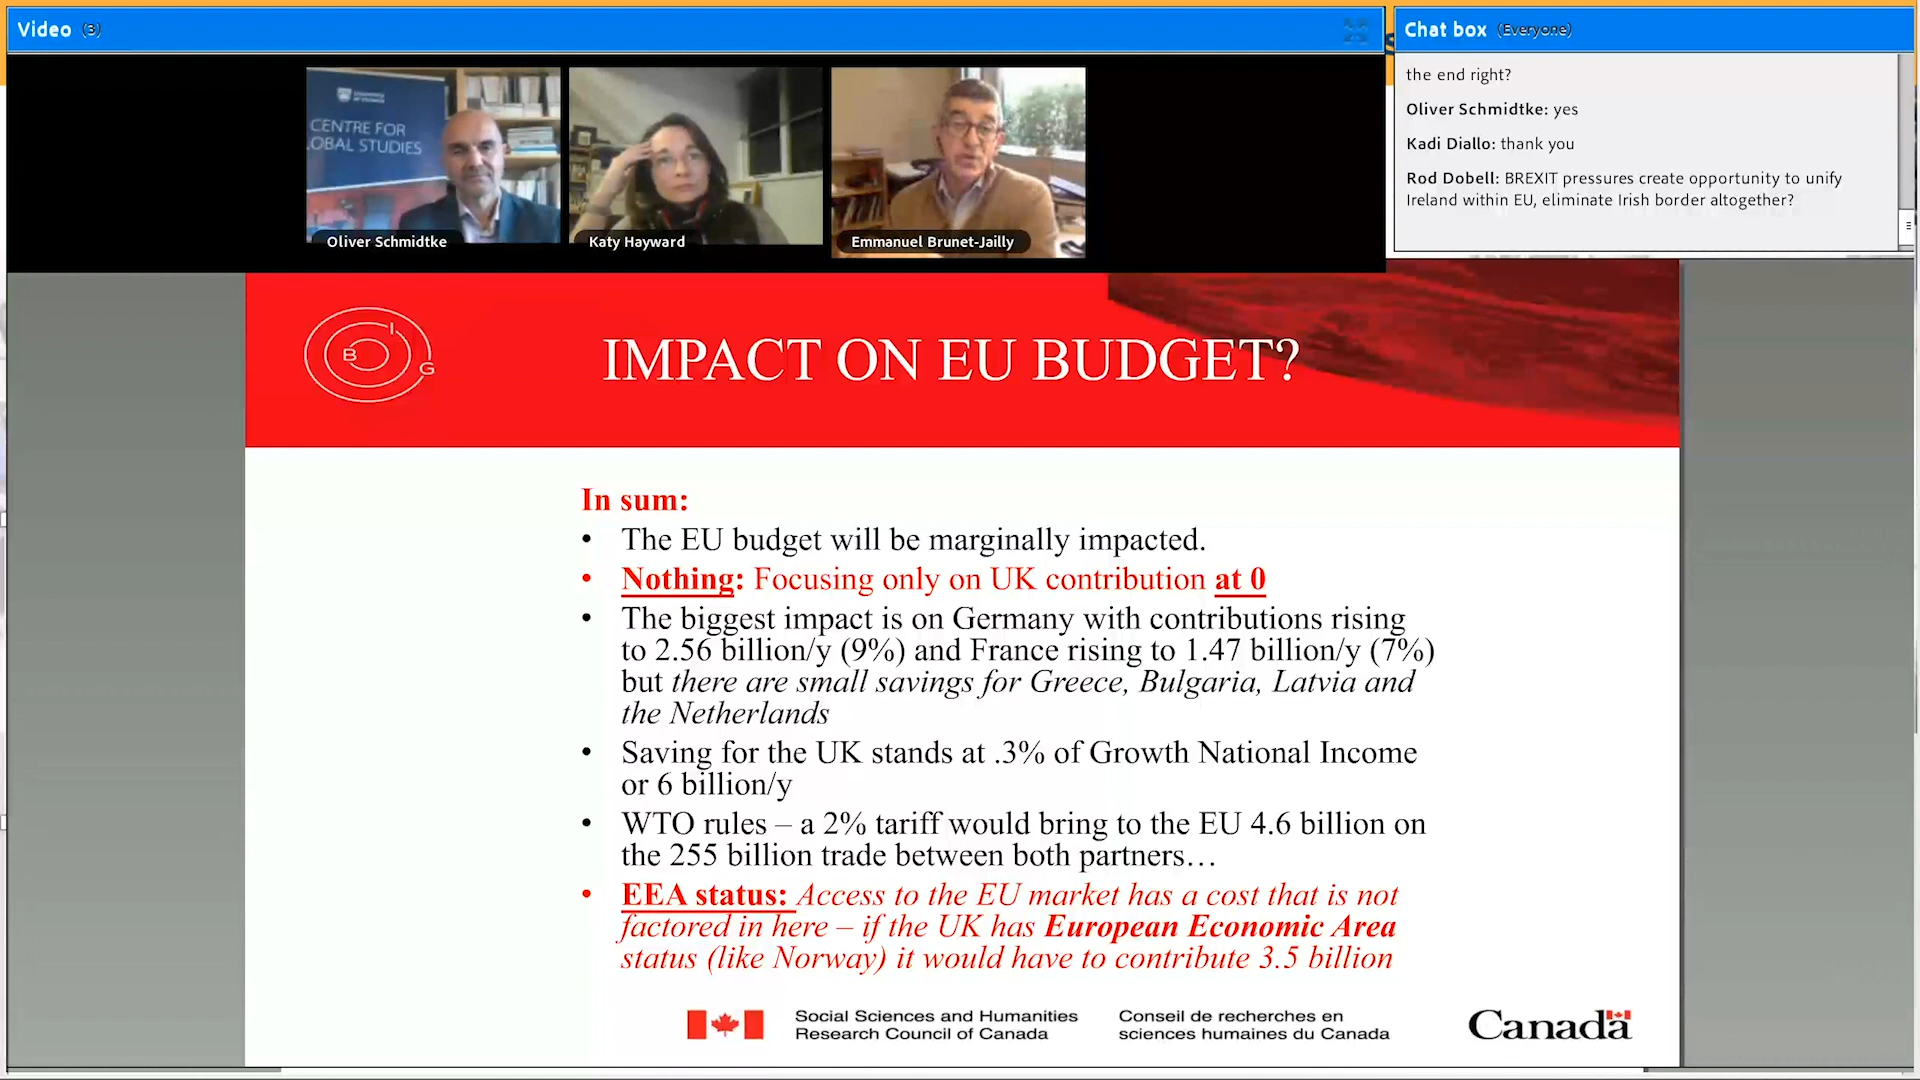 Video (3)
Chat box (Everyone)
University
of Victoria
CENTRE FOR
OBAL STUDIES
Oliver Schmidtke
Katy Hayward
Emmanuel Brunet-Jailly
the end right?
Oliver Schmidtke: yes
Kadi Diallo: thank you
Rod Dobell: BREXIT pressures create opportunity to unify
Ireland within EU, eliminate Irish border altogether?
B I G
IMPACT ON EU BUDGET?
In sum:
• The EU budget will be marginally impacted.
• Nothing: Focusing only on UK contribution at 0
• The biggest impact is on Germany with contributions rising
to 2.56 billion/y (9%) and France rising to 1.47 billion/y (7%)
but there are small savings for Greece, Bulgaria, Latvia and
the Netherlands
• Saving for the UK stands at .3% of Growth National Income
or 6 billion/y
• WTO rules – a 2% tariff would bring to the EU 4.6 billion on
the 255 billion trade between both partners…
• EEA status: Access to the EU market has a cost that is not
factored in here – if the UK has European Economic Area
status (like Norway) it would have to contribute 3.5 billion
Social Sciences and Humanities
Research Council of Canada
Conseil de recherches en
sciences humaines du Canada
Canada